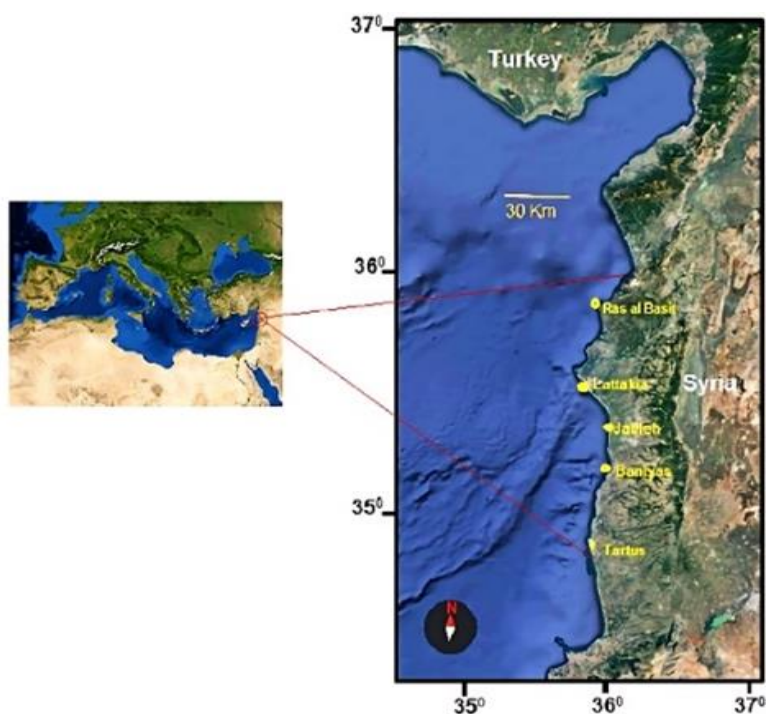 37⁰
Turkey
30 Km
36⁰
Ras al Basit
Lattakia
Syria
Jableh
Baniyas
35⁰
Tartus
N
35⁰
36⁰
37⁰